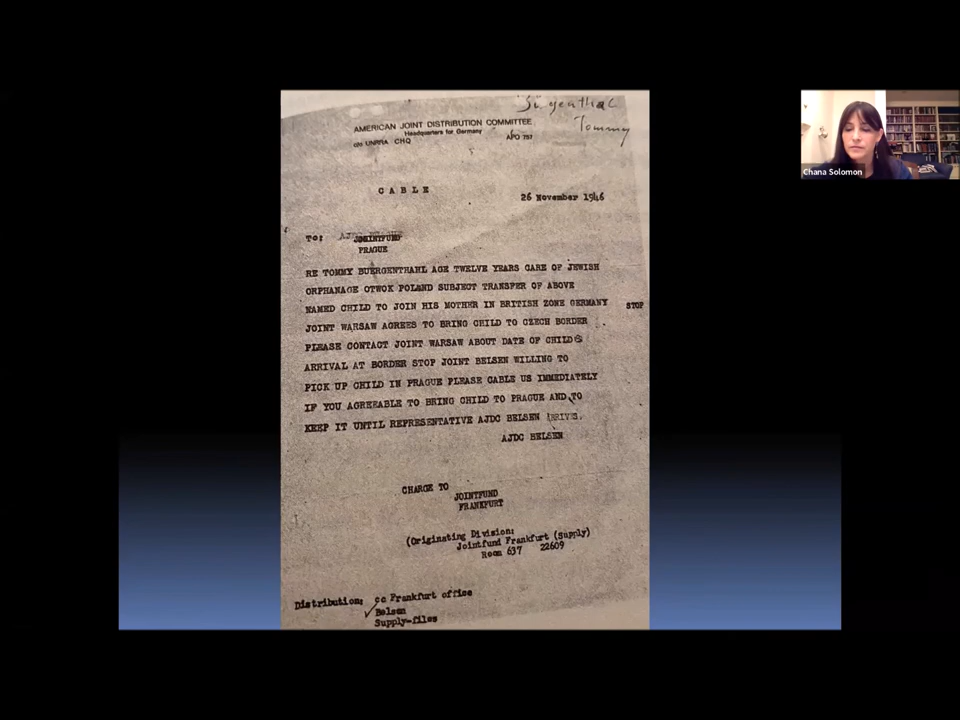 Tommy
AMERICAN JOINT DISTRIBUTION COMMITTEE
Headquarters for Germany
c/o UNRRA CHQ APO 757
CABLE
26 November 1946
TO: JOINTFUND
PRAGUE
RE TOMMY BUERGENTHAHL AGE TWELVE YEARS CARE OF JEWISH
ORPHANAGE OTWOK POLAND SUBJECT TRANSFER OF ABOVE
NAMED CHILD TO JOIN HIS MOTHER IN BRITISH ZONE GERMANY STOP
JOINT WARSAW AGREES TO BRING CHILD TO CZECH BORDER
PLEASE CONTACT JOINT WARSAW ABOUT DATE OF CHILDS
ARRIVAL AT BORDER STOP JOINT BELSEN WILLING TO
PICK UP CHILD IN PRAGUE PLEASE CABLE US IMMEDIATELY
IF YOU AGREEABLE TO BRING CHILD TO PRAGUE AND TO
KEEP IT UNTIL REPRESENTATIVE AJDC BELSEN
AJDC BELSEN
CHARGE TO
JOINTFUND
FRANKFURT
(Originating Division:
Jointfund Frankfurt (Supply)
Room 637 22609
Distribution: cc Frankfurt office
Belsen
Supply-files
Chana Solomon